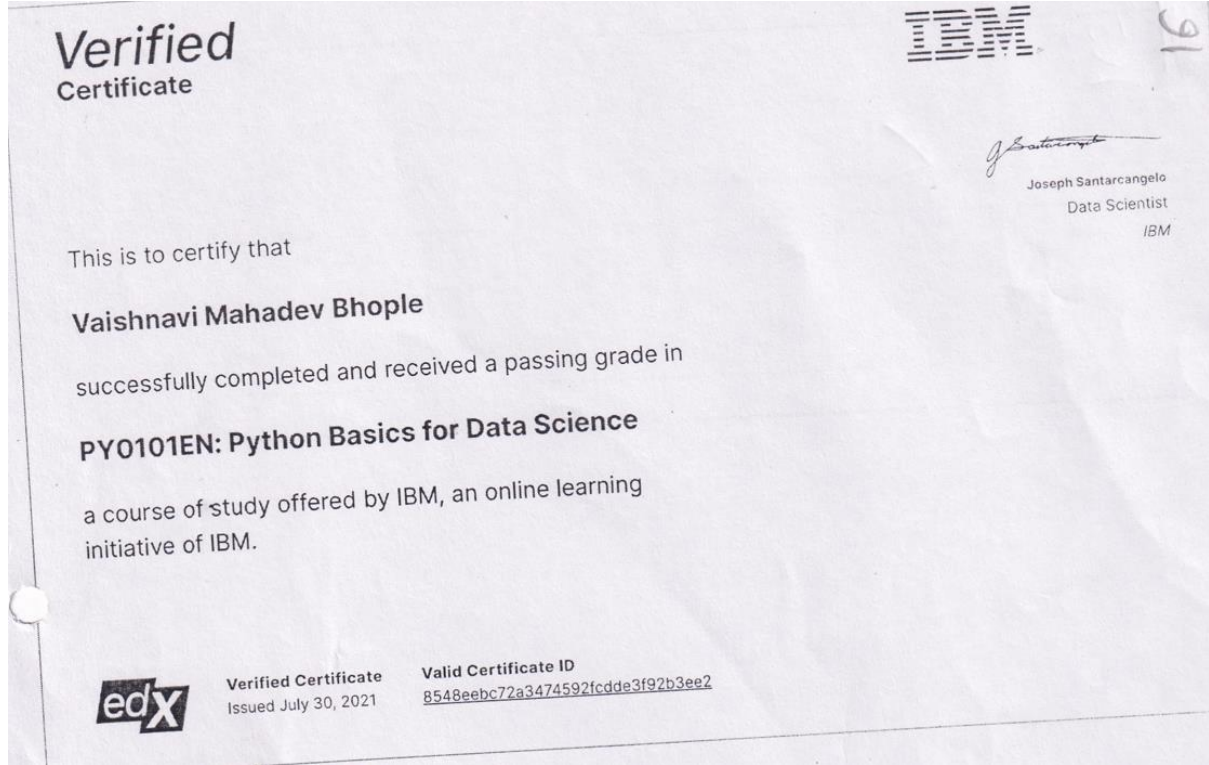 Verified
Certificate
IBM
16
Joseph Santarcangelo
Data Scientist
IBM
This is to certify that
Vaishnavi Mahadev Bhople
successfully completed and received a passing grade in
PY0101EN: Python Basics for Data Science
a course of study offered by IBM, an online learning
initiative of IBM.
edX
Verified Certificate
Issued July 30, 2021
Valid Certificate ID
8548eebc72a3474592fcdde3f92b3ee2